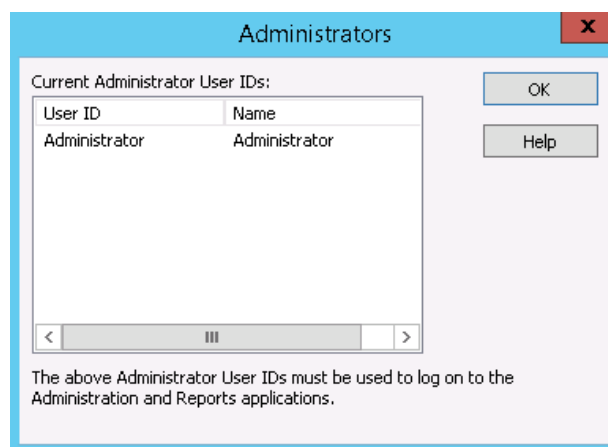 Administrators
x
Current Administrator User IDs:
OK
User ID Name
Administrator Administrator
Help
The above Administrator User IDs must be used to log on to the
Administration and Reports applications.